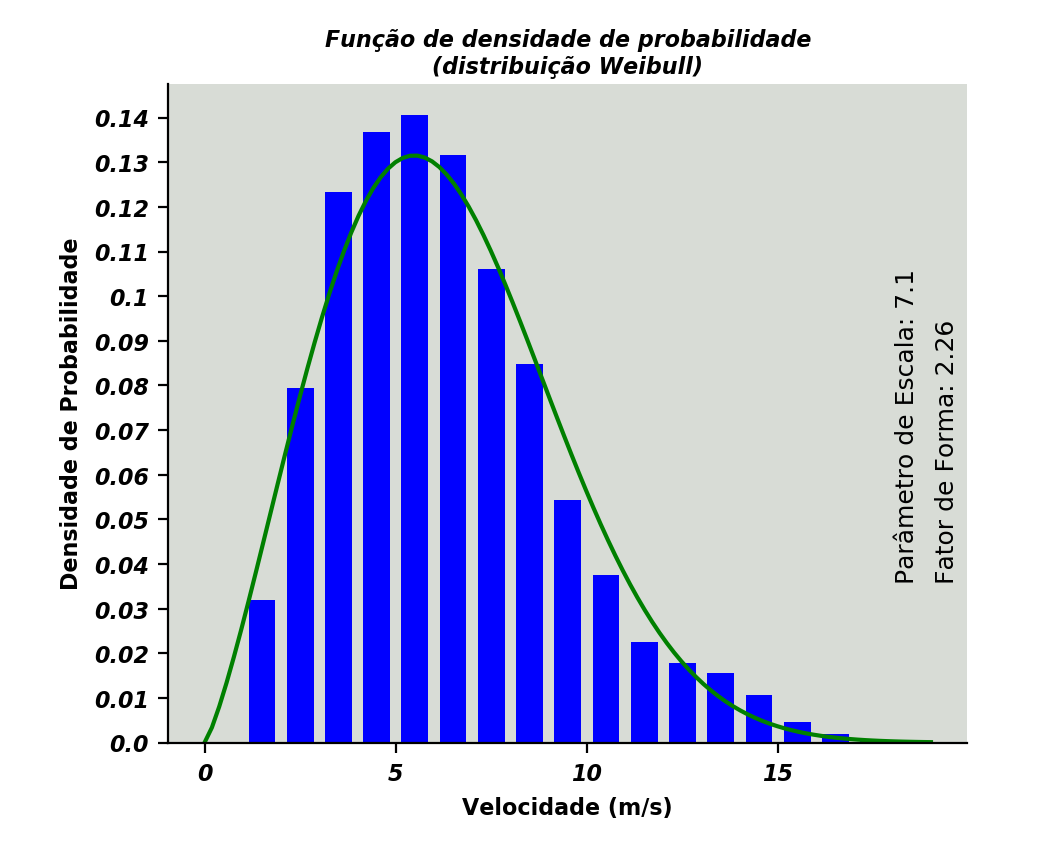 Função de densidade de probabilidade
(distribuição Weibull)
Densidade de Probabilidade
0.14
0.13
0.12
0.11
0.1
0.09
0.08
0.07
0.06
0.05
0.04
0.03
0.02
0.01
0.0
0 5 10 15
Velocidade (m/s)
Parâmetro de Escala: 7.1
Fator de Forma: 2.26